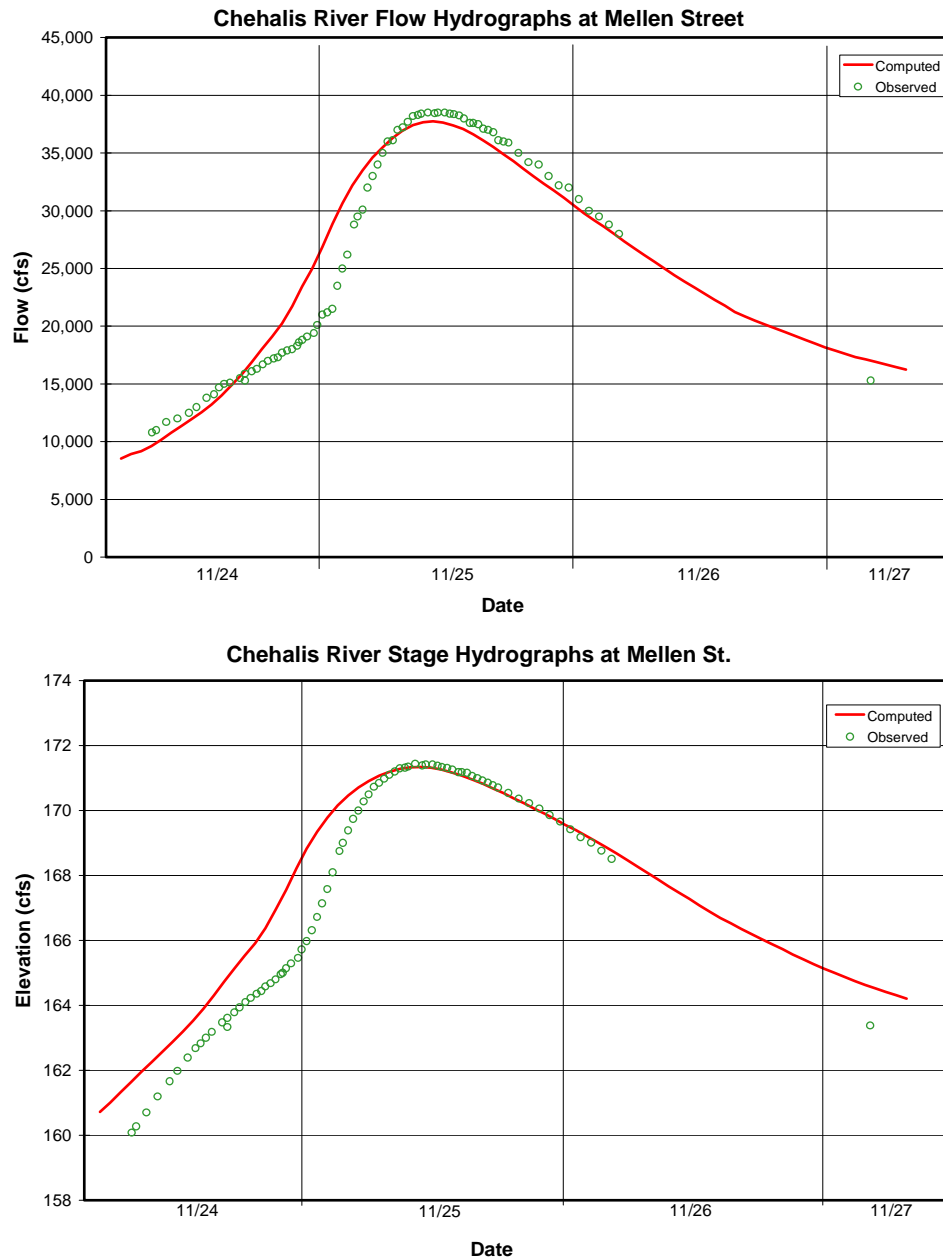 Chehalis River Flow Hydrographs at Mellen Street
45,000
40,000
35,000
30,000
25,000
20,000
15,000
10,000
5,000
0
Flow (cfs)
Computed
Observed
11/24
11/25
11/26
11/27
Date
Chehalis River Stage Hydrographs at Mellen St.
174
172
170
168
166
164
162
160
158
Elevation (cfs)
Computed
Observed
11/24
11/25
11/26
11/27
Date